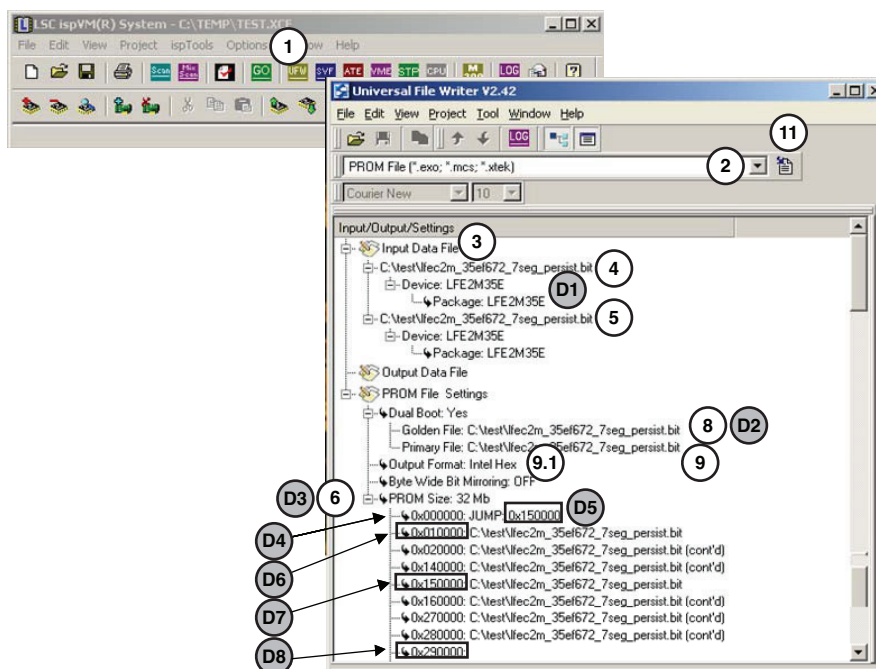 LSC ispVM(R) System - C:\TEMP\TEST.XCF
File Edit View Project ispTools Options Help
1
Scan GO UFW SVF ATE VME STP CPU LOG
Universal File Writer V2.42
File Edit View Project Tool Window Help
LOG
11
PROM File (*.exo; *.mcs; *.xtek)
2
Courier New 10
Input/Output/Settings
Input Data File 3
C:\test\lfec2m_35ef672_7seg_persist.bit 4
Device: LFE2M35E D1
Package: LFE2M35E
C:\test\lfec2m_35ef672_7seg_persist.bit 5
Device: LFE2M35E
Package: LFE2M35E
Output Data File
PROM File Settings
Dual Boot: Yes
Golden File: C:\test\lfec2m_35ef672_7seg_persist.bit 8 D2
Primary File: C:\test\lfec2m_35ef672_7seg_persist.bit 9
Output Format: Intel Hex 9.1
Byte Wide Bit Mirroring: OFF
D3 6 PROM Size: 32 Mb
D4 0x000000: JUMP: 0x150000 D5
D6 0x010000: C:\test\lfec2m_35ef672_7seg_persist.bit
0x020000: C:\test\lfec2m_35ef672_7seg_persist.bit (cont'd)
0x140000: C:\test\lfec2m_35ef672_7seg_persist.bit (cont'd)
D7 0x150000: C:\test\lfec2m_35ef672_7seg_persist.bit
0x160000: C:\test\lfec2m_35ef672_7seg_persist.bit (cont'd)
0x270000: C:\test\lfec2m_35ef672_7seg_persist.bit (cont'd)
0x280000: C:\test\lfec2m_35ef672_7seg_persist.bit (cont'd)
D8 0x290000: